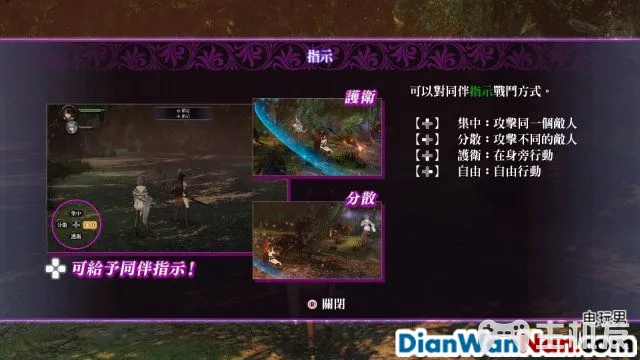 指示
護衛
分散
可以對同伴指示戰鬥方式。
【✚】 集中：攻擊同一個敵人
【✚】 分散：攻擊不同的敵人
【✚】 護衛：在身旁行動
【✚】 自由：自由行動
集中
分散
護衛
可給予同伴指示！
關閉
电玩男
DianWanNan.com